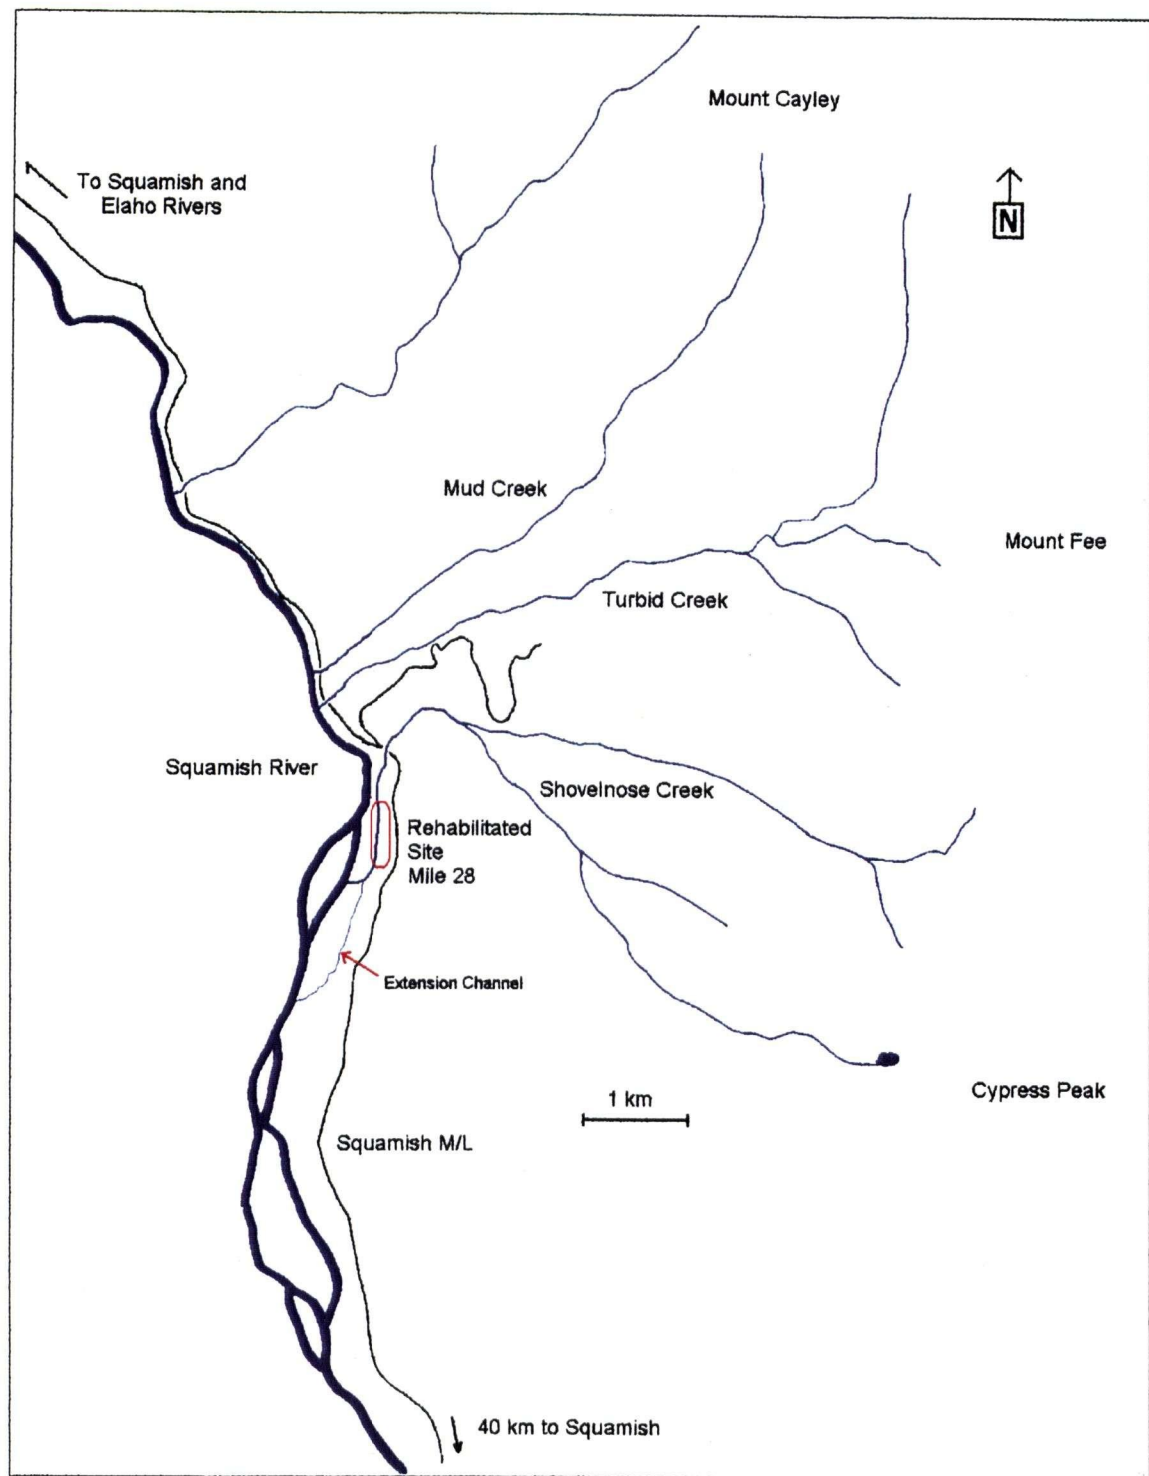 Mount Cayley
To Squamish and
Elaho Rivers
N
Mud Creek
Mount Fee
Turbid Creek
Squamish River
Shovelnose Creek
Rehabilitated
Site
Mile 28
Extension Channel
Cypress Peak
1 km
Squamish M/L
40 km to Squamish